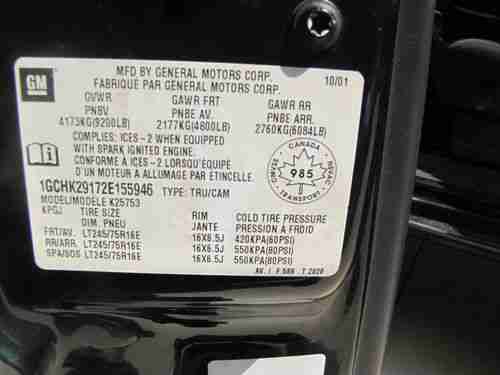 GM
MFD BY GENERAL MOTORS CORP. 10/01
FABRIQUE PAR GENERAL MOTORS CORP.
GVWR GAWR FRT GAWR RR
PNBV PNBE AV. PNBE ARR.
4173KG(9200LB) 2177KG(4800LB) 2760KG(6084LB)
COMPLIES: ICES-2 WHEN EQUIPPED
WITH SPARK IGNITED ENGINE.
CONFORME A ICES-2 LORSQU'EQUIPE
D'UN MOTEUR A ALLUMAGE PAR ETINCELLE.
CANADA
985
TRANSPORT
1GCHK29172E155946 TYPE: TRU/CAM
MODEL/MODELE K25753
6PGJ TIRE SIZE RIM COLD TIRE PRESSURE
DIM. PNEU JANTE PRESSION A FROID
FRT/AV. LT245/75R16E 16X6.5J 420KPA(60PSI)
RR/ARR. LT245/75R16E 16X6.5J 550KPA(80PSI)
SPA/SOS LT245/75R16E 16X6.5J 550KPA(80PSI)